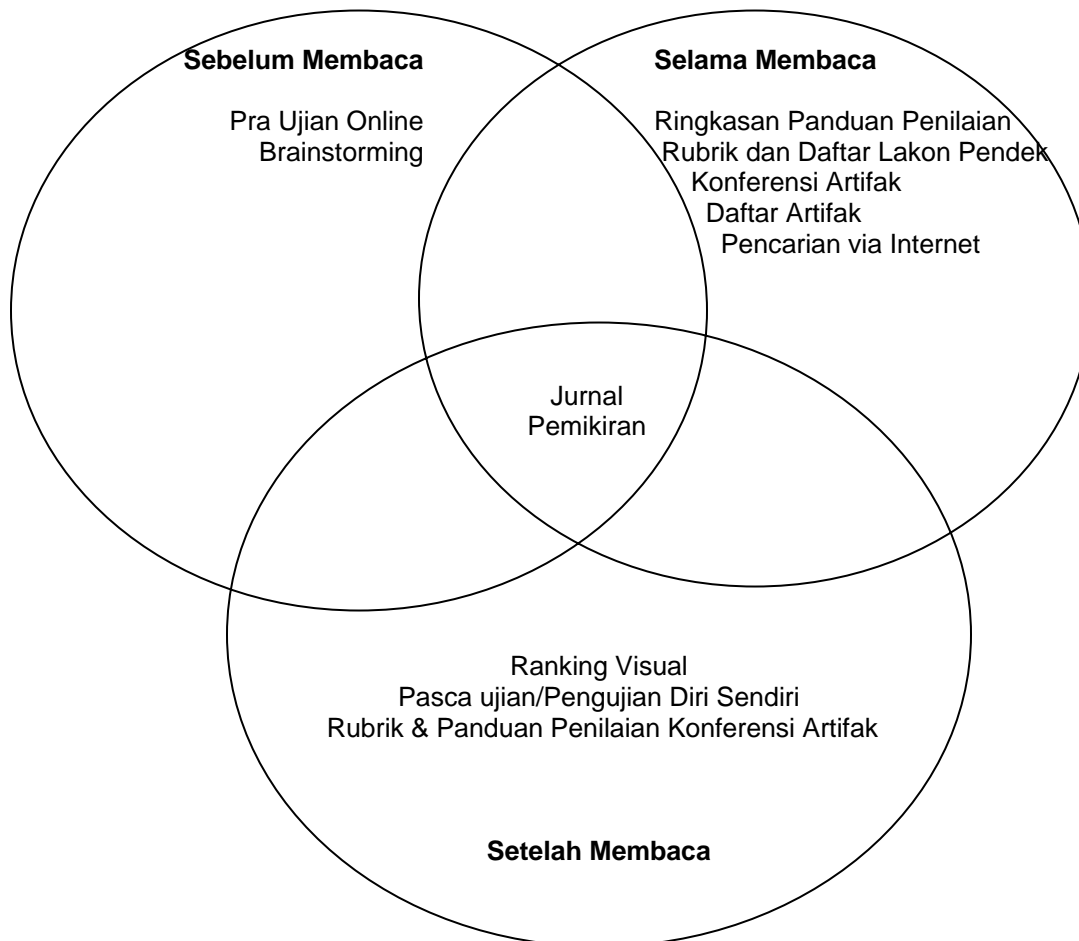 Sebelum Membaca
Pra Ujian Online
Brainstorming
Selama Membaca
Ringkasan Panduan Penilaian
Rubrik dan Daftar Lakon Pendek
Konferensi Artifak
Daftar Artifak
Pencarian via Internet
Jurnal
Pemikiran
Ranking Visual
Pasca ujian/Pengujian Diri Sendiri
Rubrik & Panduan Penilaian Konferensi Artifak
Setelah Membaca